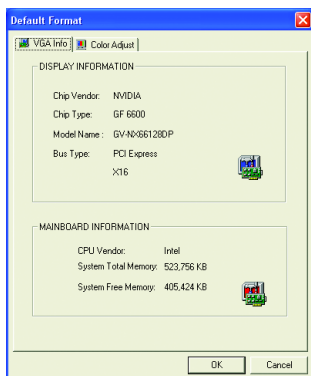 Default Format
VGA Info
Color Adjust
DISPLAY INFORMATION
Chip Vendor: NVIDIA
Chip Type: GF 6600
Model Name : GV-NX66128DP
Bus Type: PCI Express
X16
MAINBOARD INFORMATION
CPU Vendor: Intel
System Total Memory: 523,756 KB
System Free Memory: 405,424 KB
OK
Cancel